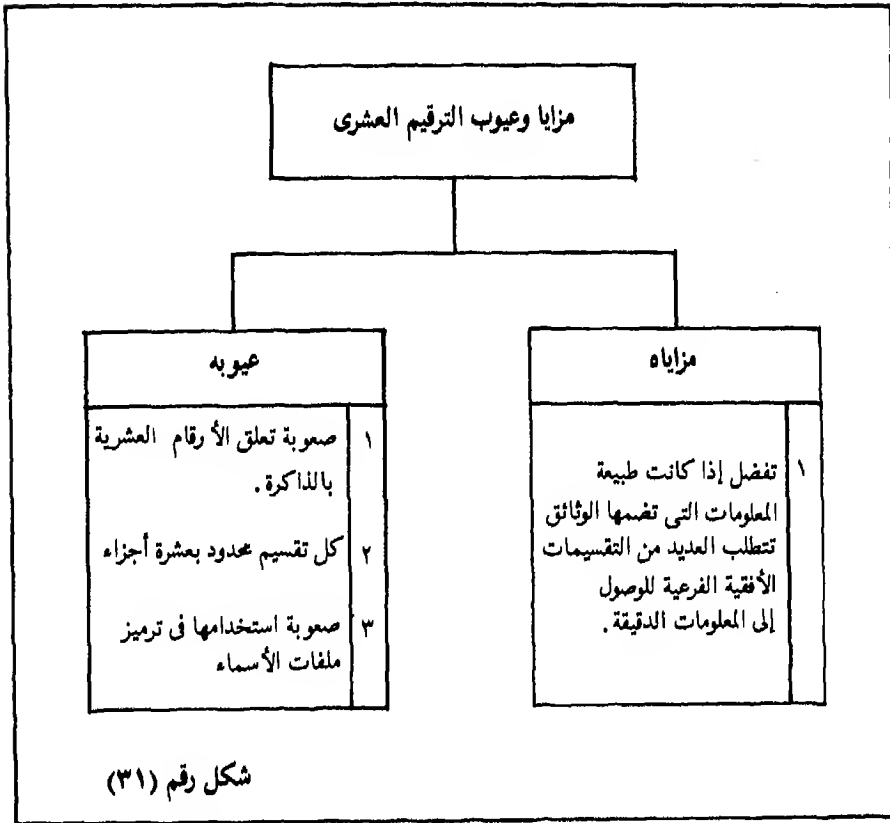 مزايا وعيوب الترقيم العشرى
مزاياه
١ تفضل إذا كانت طبيعة
المعلومات التى تضمها الوثائق
تتطلب العديد من التقسيمات
الأفقية الفرعية للوصول
إلى المعلومات الدقيقة .
عيوبه
١ صعوبة تعلق الأرقام العشرية
بالذاكرة .
٢ كل تقسيم محدود بعشرة أجزاء
٣ صعوبة استخدامها فى ترميز
ملفات الأسماء
شكل رقم (٣١)